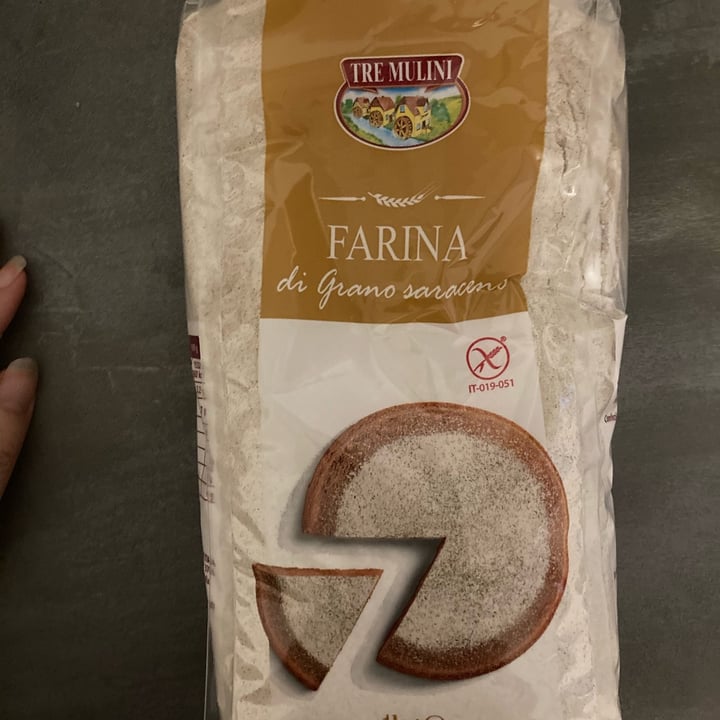 TRE MULINI
FARINA
di Grano saraceno
IT-019-051